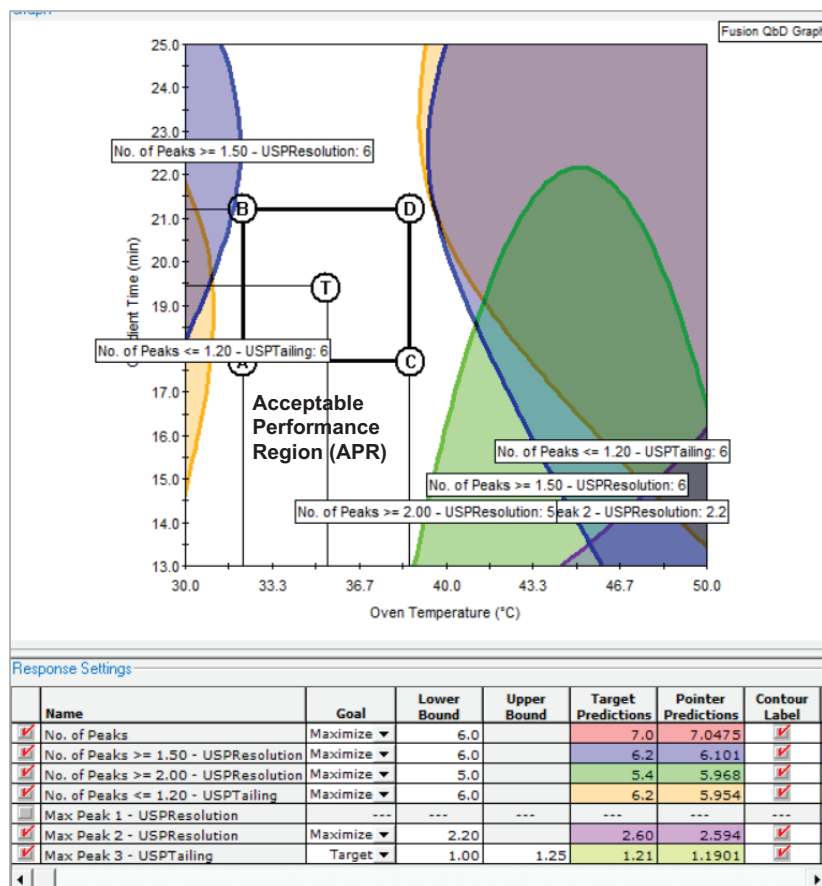 Graph
Fusion QbD Graph
25.0
24.0
23.0
No. of Peaks >= 1.50 - USPResolution: 6
22.0
B
D
21.0
20.0
T
19.0
dient Time (min)
No. of Peaks <= 1.20 - USPTailing: 6
A
C
17.0
Acceptable
Performance
Region (APR)
16.0
No. of Peaks <= 1.20 - USPTailing: 6
15.0
No. of Peaks >= 1.50 - USPResolution: 6
No. of Peaks >= 2.00 - USPResolution: 5 eak 2 - USPResolution: 2.2
14.0
13.0
30.0 33.3 36.7 40.0 43.3 46.7 50.0
Oven Temperature (°C)
Response Settings
Name Goal Lower Bound Upper Bound Target Predictions Pointer Predictions Contour Label
No. of Peaks Maximize 6.0 7.0 7.0475
No. of Peaks >= 1.50 - USPResolution Maximize 6.0 6.2 6.101
No. of Peaks >= 2.00 - USPResolution Maximize 5.0 5.4 5.968
No. of Peaks <= 1.20 - USPTailing Maximize 6.0 6.2 5.954
Max Peak 1 - USPResolution --- --- --- --- --- ---
Max Peak 2 - USPResolution Maximize 2.20 2.60 2.594
Max Peak 3 - USPTailing Target 1.00 1.25 1.21 1.1901